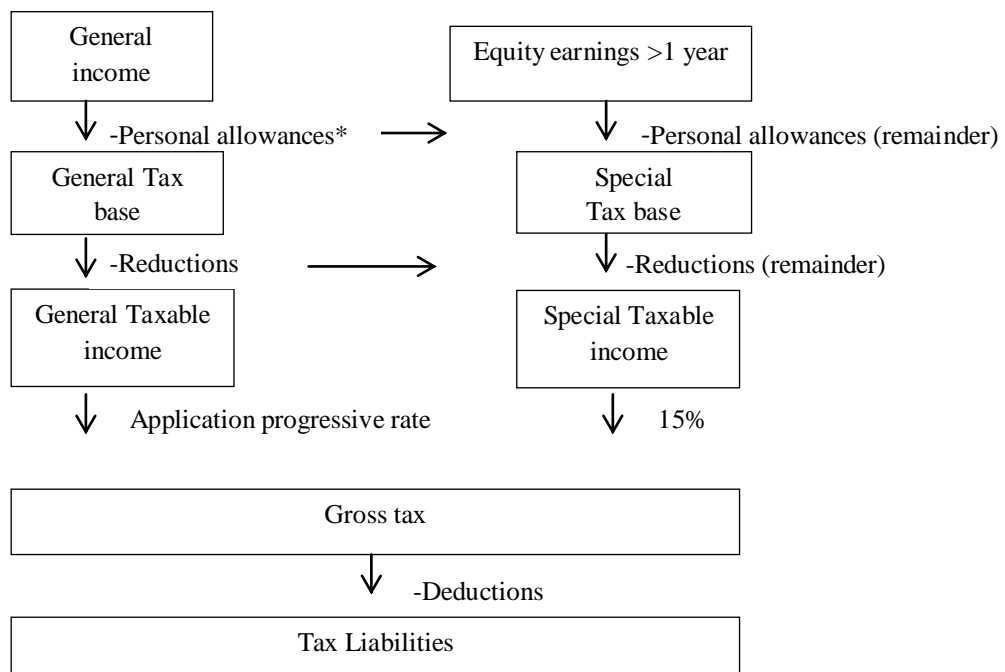 General
income
Equity earnings >1 year
-Personal allowances*
-Personal allowances (remainder)
General Tax
base
Special
Tax base
-Reductions
-Reductions (remainder)
General Taxable
income
Special Taxable
income
Application progressive rate
15%
Gross tax
-Deductions
Tax Liabilities